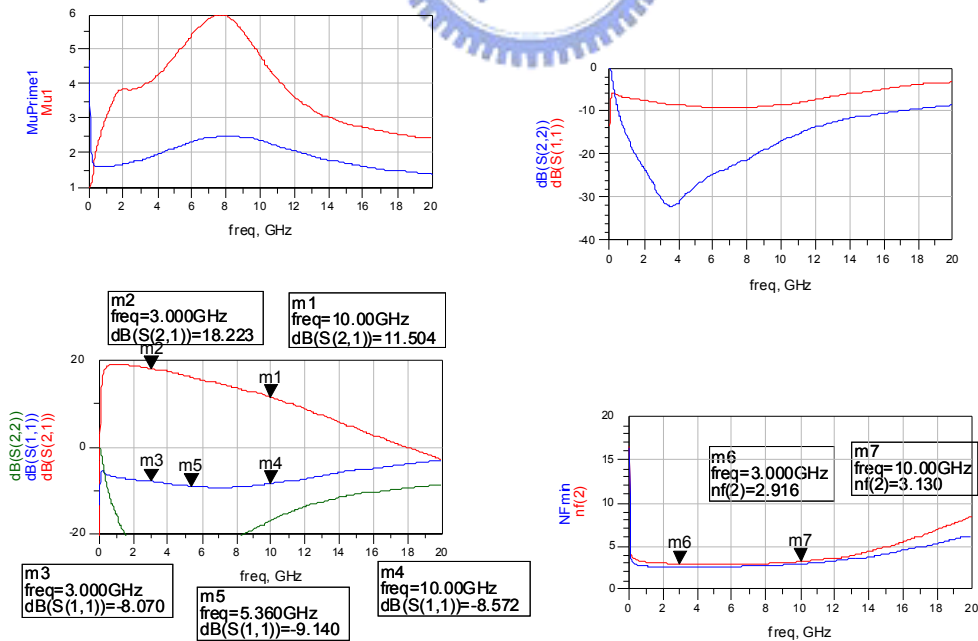 6
5
4
3
2
1
0 2 4 6 8 10 12 14 16 18 20
freq, GHz
MuPrime1
Mu1
0
-10
-20
-30
-40
0 2 4 6 8 10 12 14 16 18 20
freq, GHz
dB(S(2,2))
dB(S(1,1))
m2
freq=3.000GHz
dB(S(2,1))=18.223
m1
freq=10.00GHz
dB(S(2,1))=11.504
20
0
-20
m2
m1
m3
m5
m4
0 2 4 6 8 10 12 14 16 18 20
freq, GHz
dB(S(2,2))
dB(S(1,1))
dB(S(2,1))
m3
freq=3.000GHz
dB(S(1,1))=-8.070
m5
freq=5.360GHz
dB(S(1,1))=-9.140
m4
freq=10.00GHz
dB(S(1,1))=-8.572
20
15
10
5
0
m6
freq=3.000GHz
nf(2)=2.916
m7
freq=10.00GHz
nf(2)=3.130
m6
m7
0 2 4 6 8 10 12 14 16 18 20
freq, GHz
NFmin
nf(2)